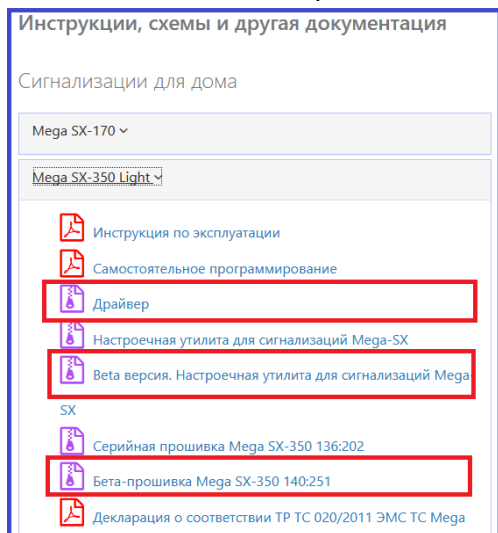 Инструкции, схемы и другая документация
Сигнализации для дома
Mega SX-170
Mega SX-350 Light
Инструкция по эксплуатации
Самостоятельное программирование
Драйвер
Настроечная утилита для сигнализаций Mega-SX
Beta версия. Настроечная утилита для сигнализаций Mega-
SX
Серийная прошивка Mega SX-350 136:202
Бета-прошивка Mega SX-350 140:251
Декларация о соответствии ТР ТС 020/2011 ЭМС ТС Mega